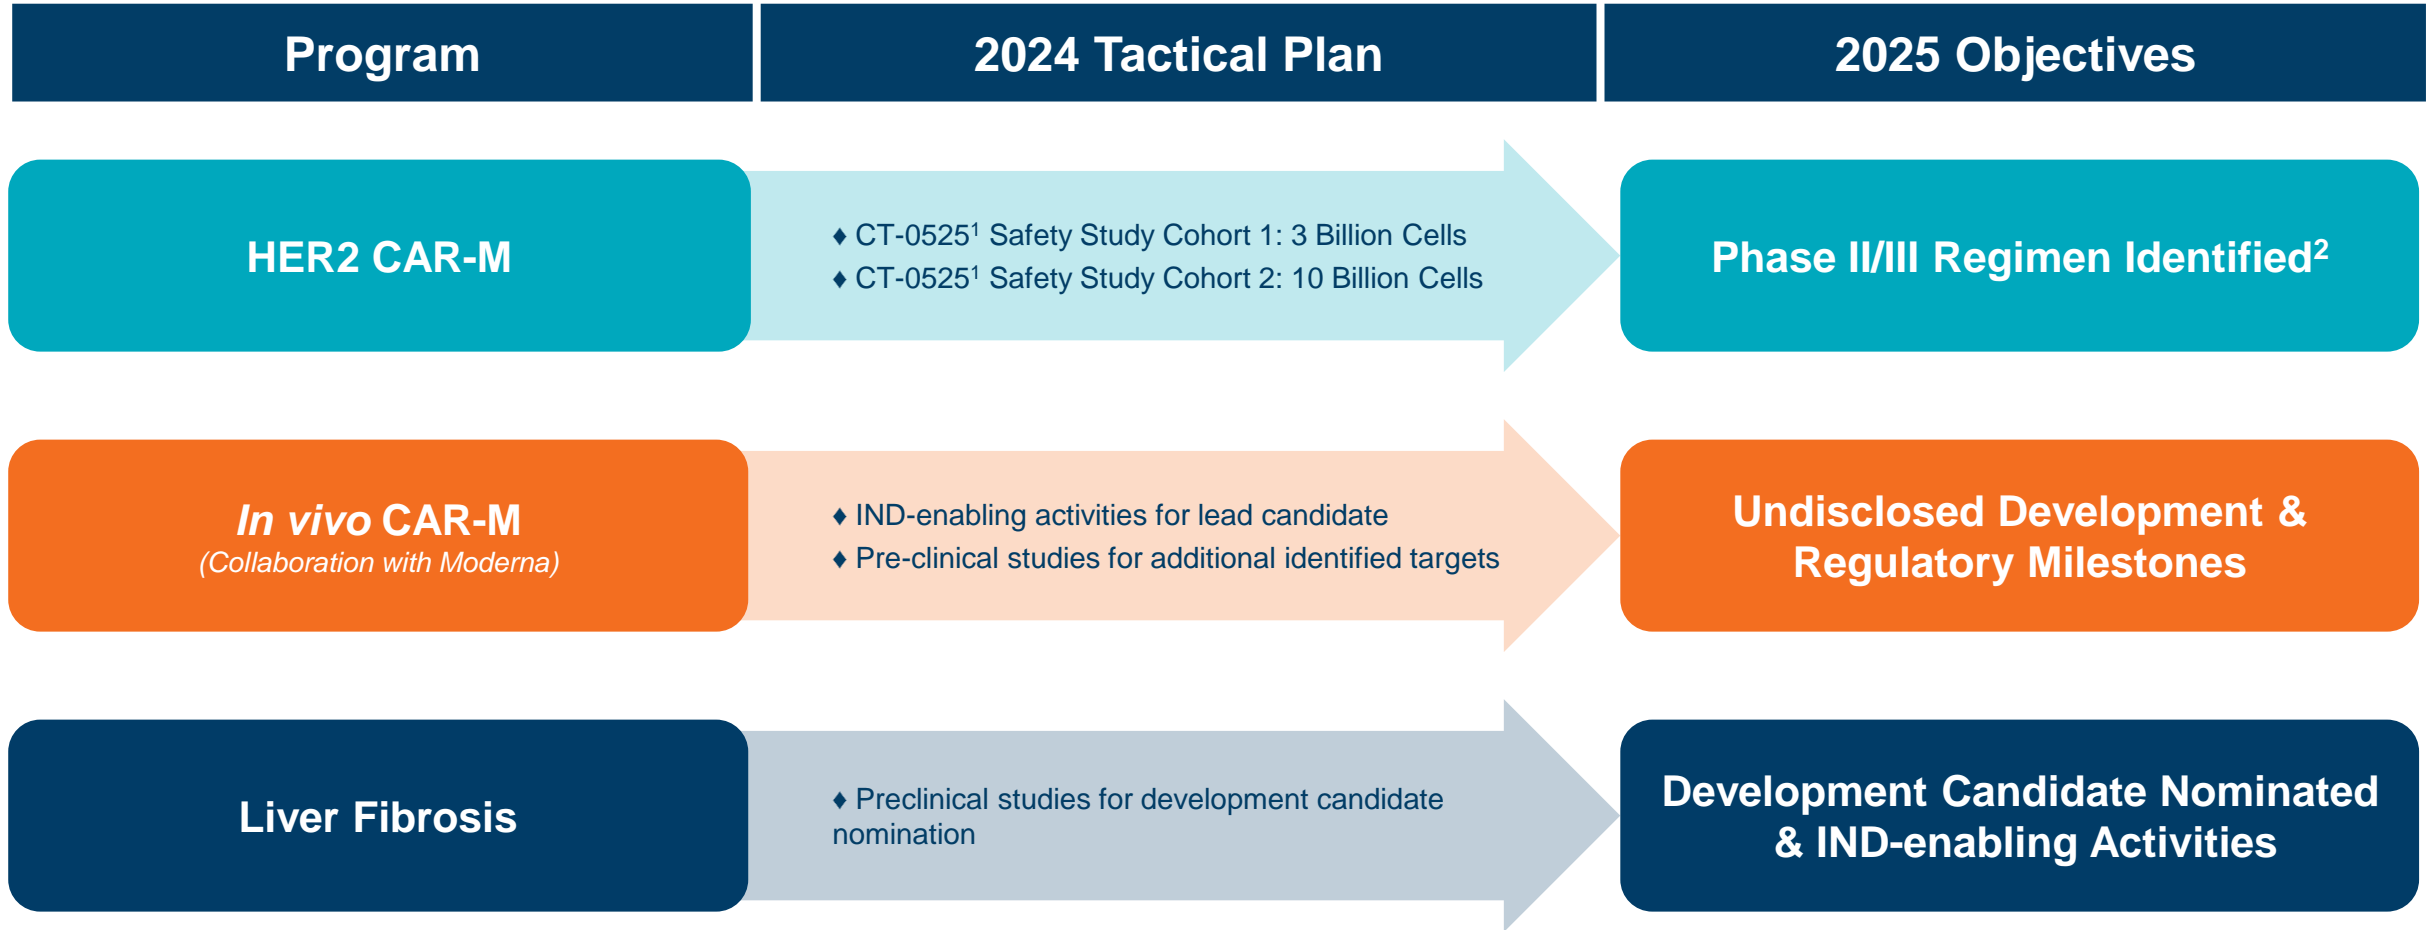 Program
2024 Tactical Plan
2025 Objectives
HER2 CAR-M
♦ CT-0525¹ Safety Study Cohort 1: 3 Billion Cells
♦ CT-0525¹ Safety Study Cohort 2: 10 Billion Cells
Phase II/III Regimen Identified²
In vivo CAR-M
(Collaboration with Moderna)
♦ IND-enabling activities for lead candidate
♦ Pre-clinical studies for additional identified targets
Undisclosed Development &
Regulatory Milestones
Liver Fibrosis
♦ Preclinical studies for development candidate
nomination
Development Candidate Nominated
& IND-enabling Activities